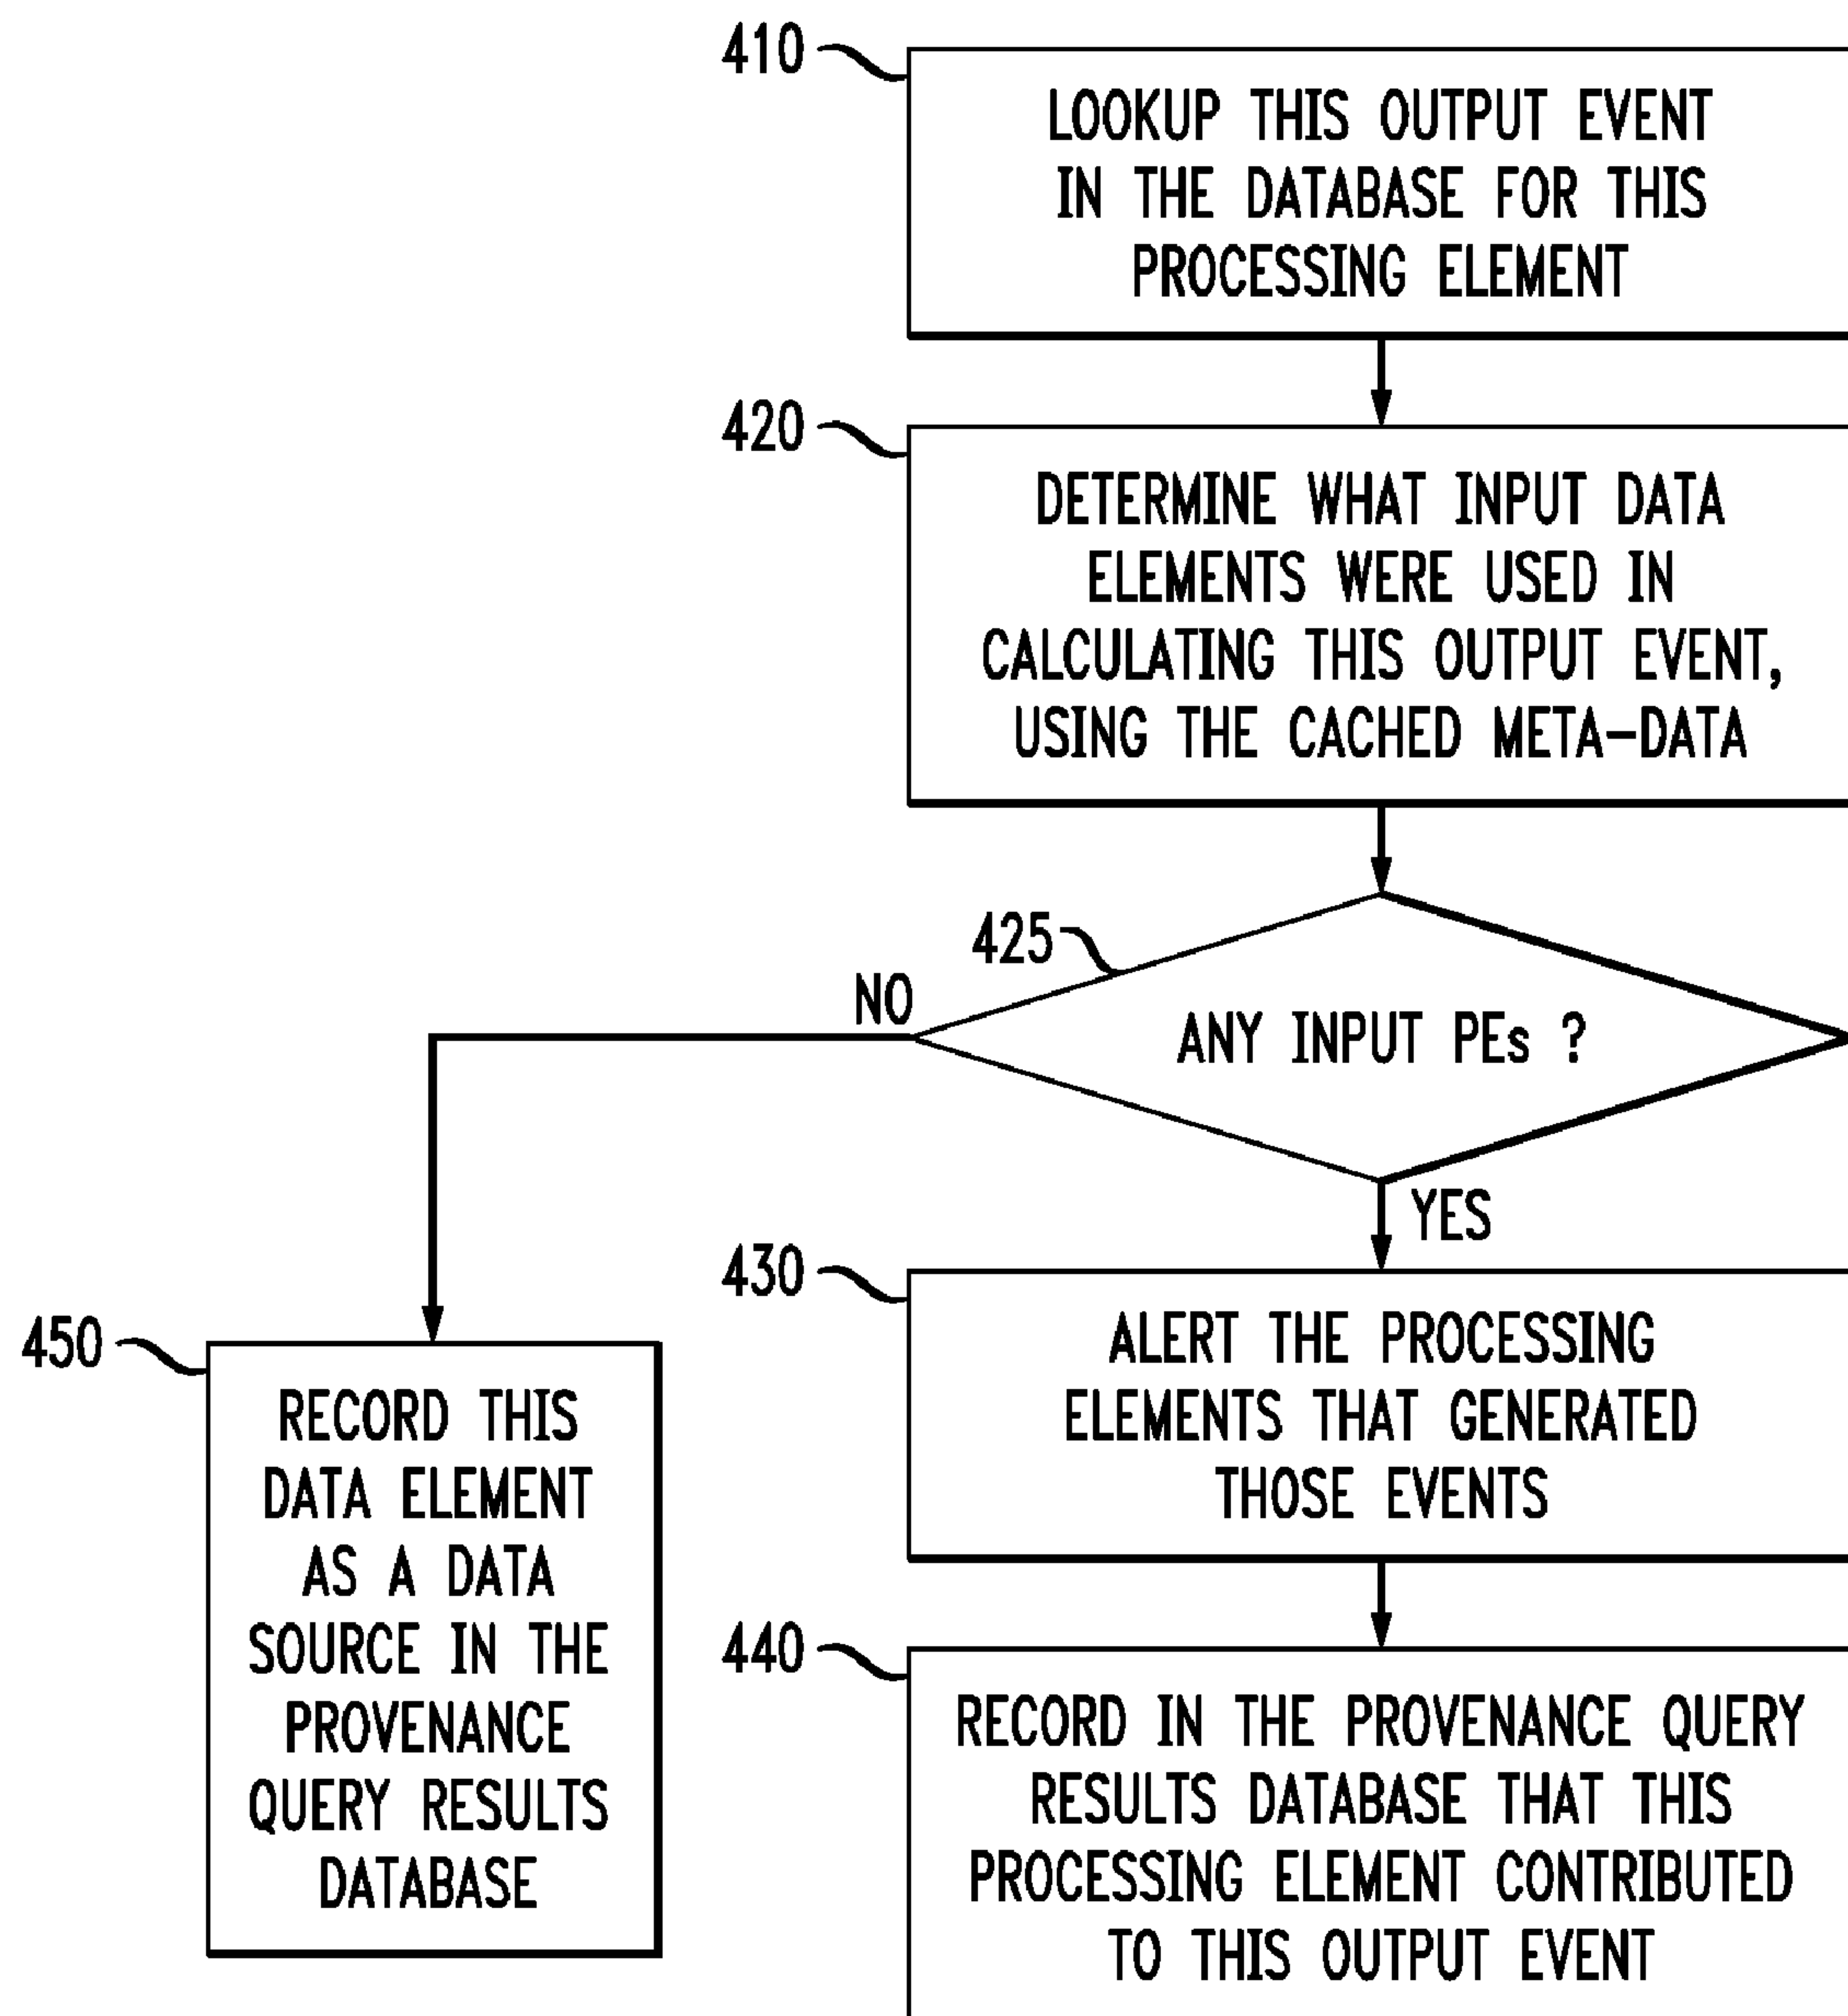 410
LOOKUP THIS OUTPUT EVENT
IN THE DATABASE FOR THIS
PROCESSING ELEMENT
420
DETERMINE WHAT INPUT DATA
ELEMENTS WERE USED IN
CALCULATING THIS OUTPUT EVENT,
USING THE CACHED META-DATA
425
NO
ANY INPUT PEs ?
YES
430
ALERT THE PROCESSING
ELEMENTS THAT GENERATED
THOSE EVENTS
450
RECORD THIS
DATA ELEMENT
AS A DATA
SOURCE IN THE
PROVENANCE
QUERY RESULTS
DATABASE
440
RECORD IN THE PROVENANCE QUERY
RESULTS DATABASE THAT THIS
PROCESSING ELEMENT CONTRIBUTED
TO THIS OUTPUT EVENT